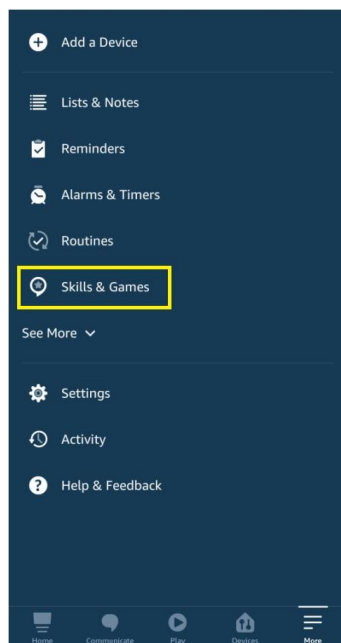 Add a Device
Lists & Notes
Reminders
Alarms & Timers
Routines
Skills & Games
See More
Settings
Activity
Help & Feedback
Home Communicate Play Devices More